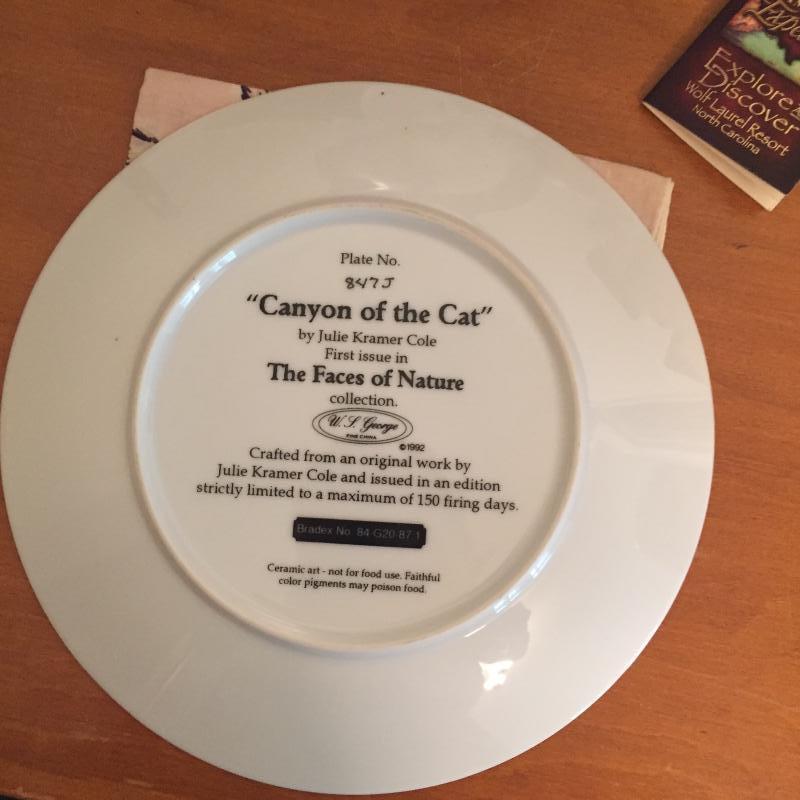 Plate No.
847J
“Canyon of the Cat”
by Julie Kramer Cole
First issue in
The Faces of Nature
collection.
W. S. George
FINE CHINA
©1992
Crafted from an original work by
Julie Kramer Cole and issued in an edition
strictly limited to a maximum of 150 firing days.
Bradex No. 84-G20-87.1
Ceramic art - not for food use. Faithful
color pigments may poison food.
Explore &
Discover
Wolf Laurel Resort
North Carolina